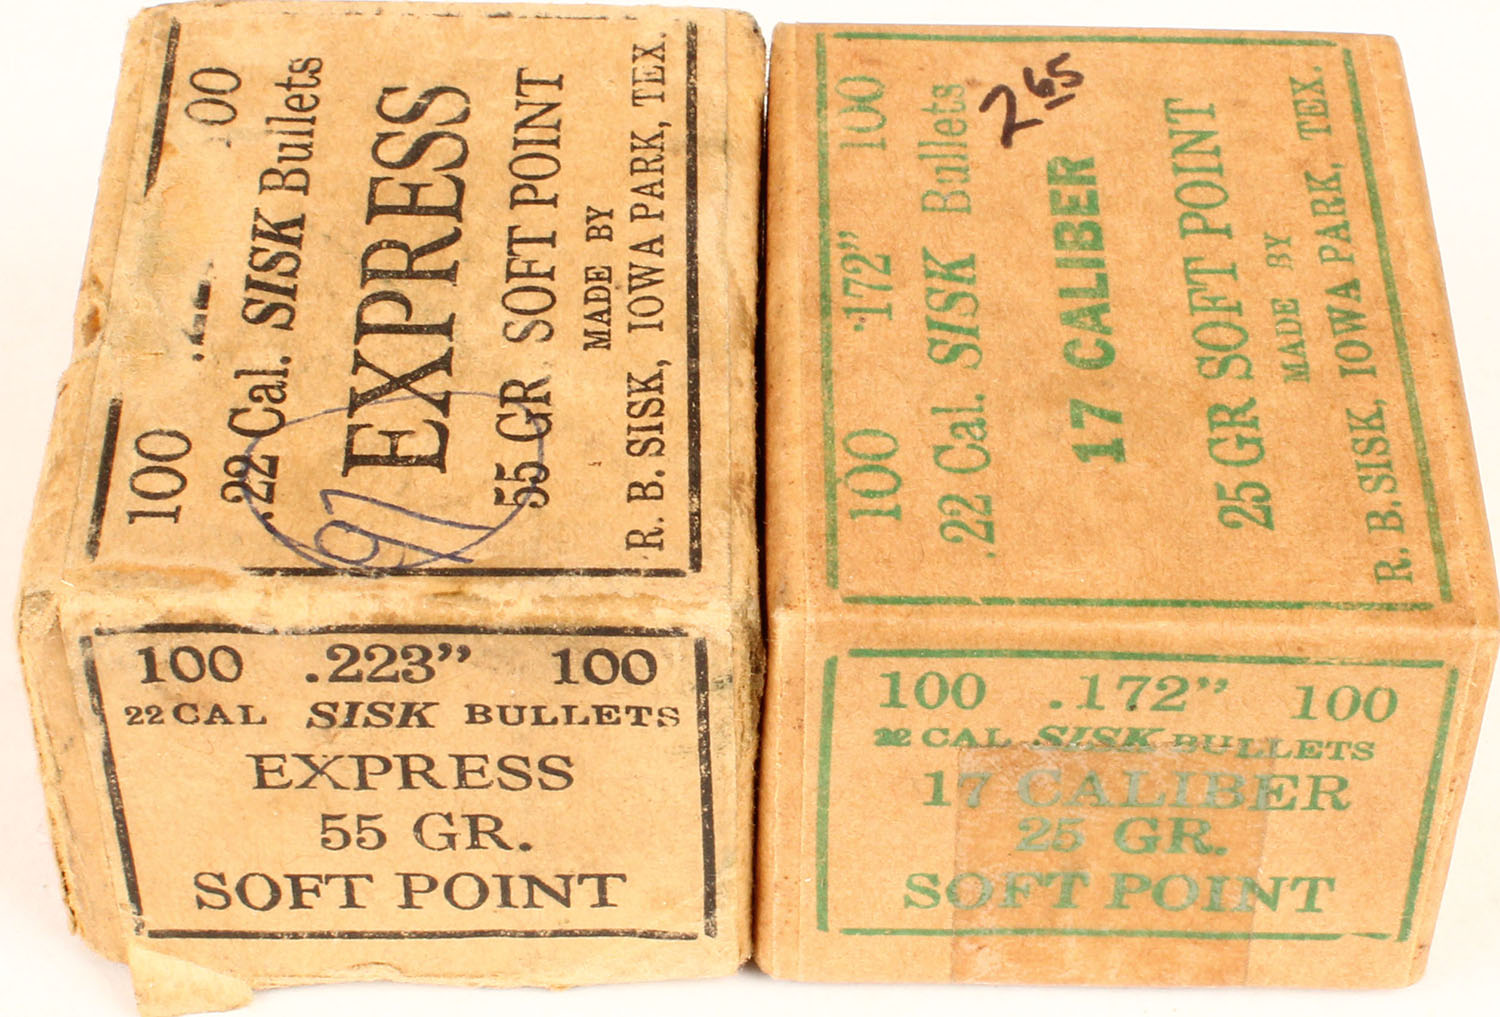 100 100
.22 Cal. SISK Bullets
EXPRESS
55 GR SOFT POINT
MADE BY
R. B. SISK, IOWA PARK, TEX.
97
100 .223” 100
22 CAL SISK BULLETS
EXPRESS
55 GR.
SOFT POINT
100 .172” 100
.22 Cal. SISK Bullets
2.65
17 CALIBER
25 GR SOFT POINT
MADE BY
R. B. SISK, IOWA PARK, TEX.
100 .172” 100
22 CAL SISK BULLETS
17 CALIBER
25 GR.
SOFT POINT